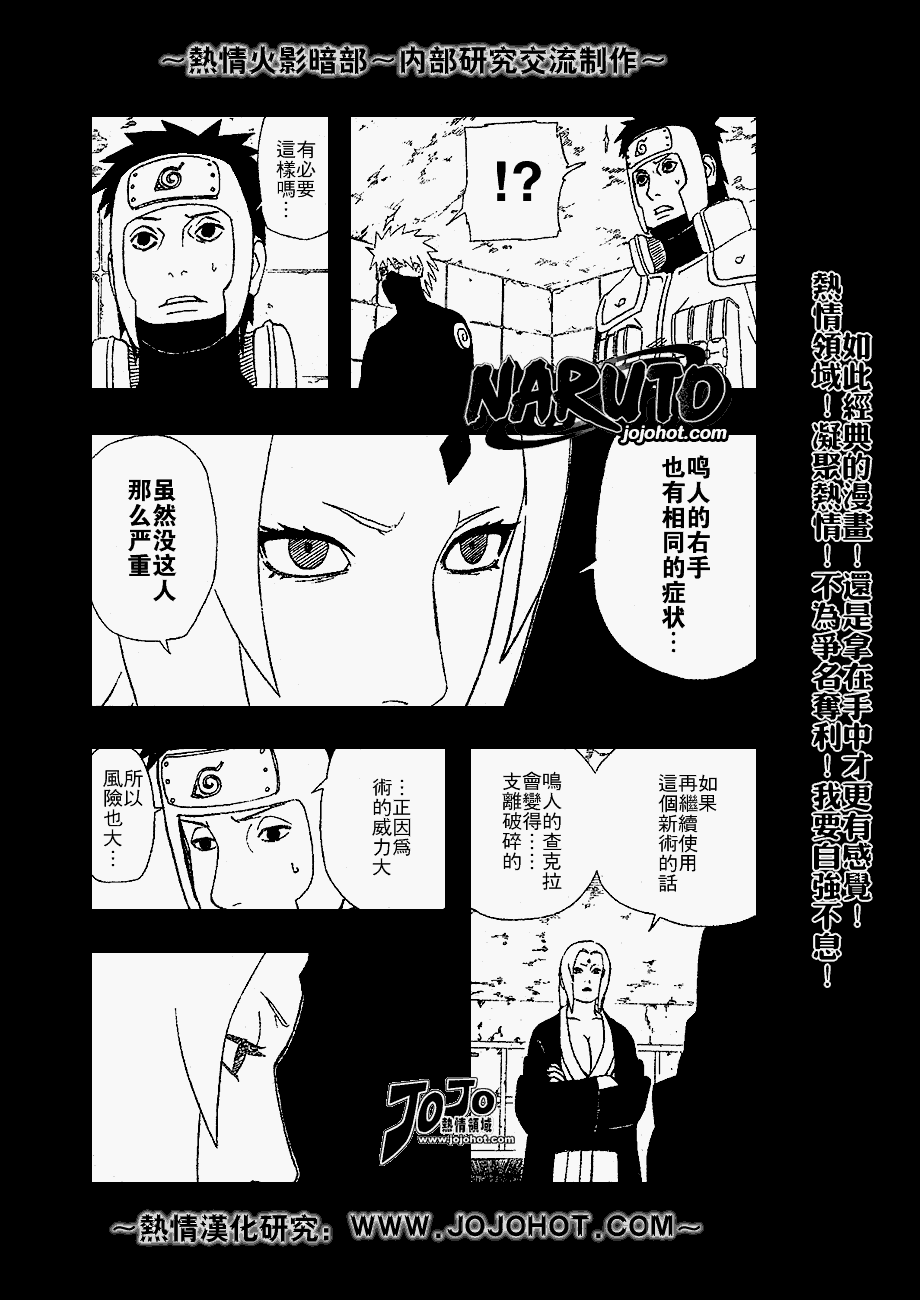 ～熱情火影暗部～内部研究交流制作～
!?
有必要
這樣嗎…
NARUTO
jojohot.com
鸣人的右手
也有相同的症状…
虽然没这人
那么严重
如果
再繼續使用
這個新術的話
鳴人的查克拉
會變得……
支離破碎的
…正因爲
術的威力大
所以
風險也大…
JOJO
熱情領域
www.jojohot.com
如此經典的漫畫！還是拿在手中才更有感覺！
熱情領域！凝聚熱情！不為爭名奪利！我要自強不息！
～熱情漢化研究：WWW.JOJOHOT.COM～